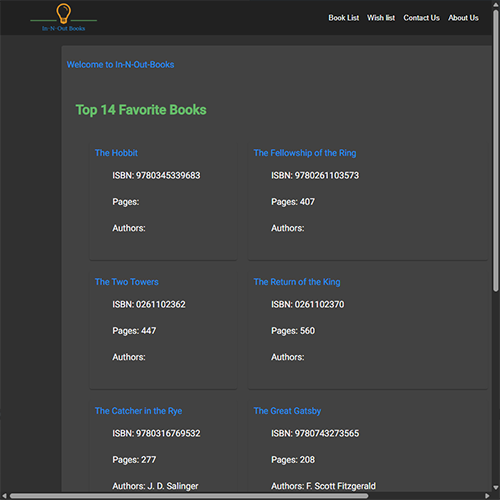 In-N-Out Books
Book List Wish list Contact Us About Us
Welcome to In-N-Out-Books
Top 14 Favorite Books
The Hobbit
ISBN: 9780345339683
Pages:
Authors:
The Fellowship of the Ring
ISBN: 9780261103573
Pages: 407
Authors:
The Two Towers
ISBN: 0261102362
Pages: 447
Authors:
The Return of the King
ISBN: 0261102370
Pages: 560
Authors:
The Catcher in the Rye
ISBN: 9780316769532
Pages: 277
Authors: J. D. Salinger
The Great Gatsby
ISBN: 9780743273565
Pages: 208
Authors: F. Scott Fitzgerald